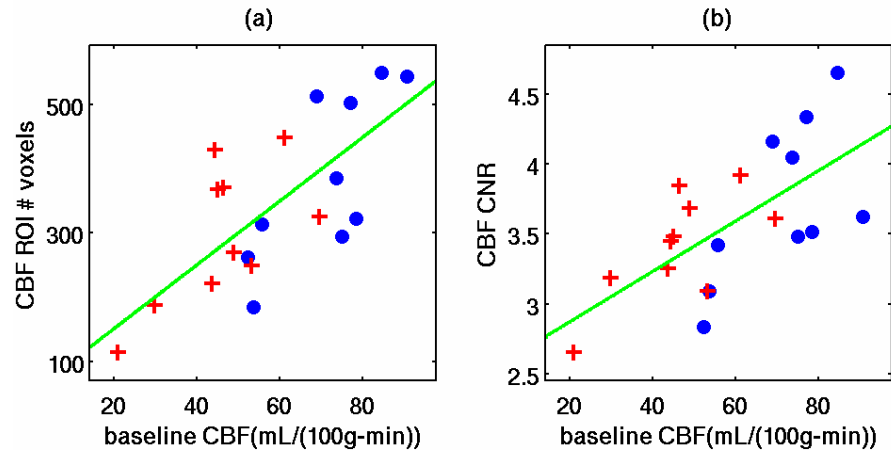 (a)
CBF ROI # voxels
500
300
100
20
40
60
80
baseline CBF(mL/(100g-min))
(b)
CBF CNR
4.5
4
3.5
3
2.5
20
40
60
80
baseline CBF(mL/(100g-min))